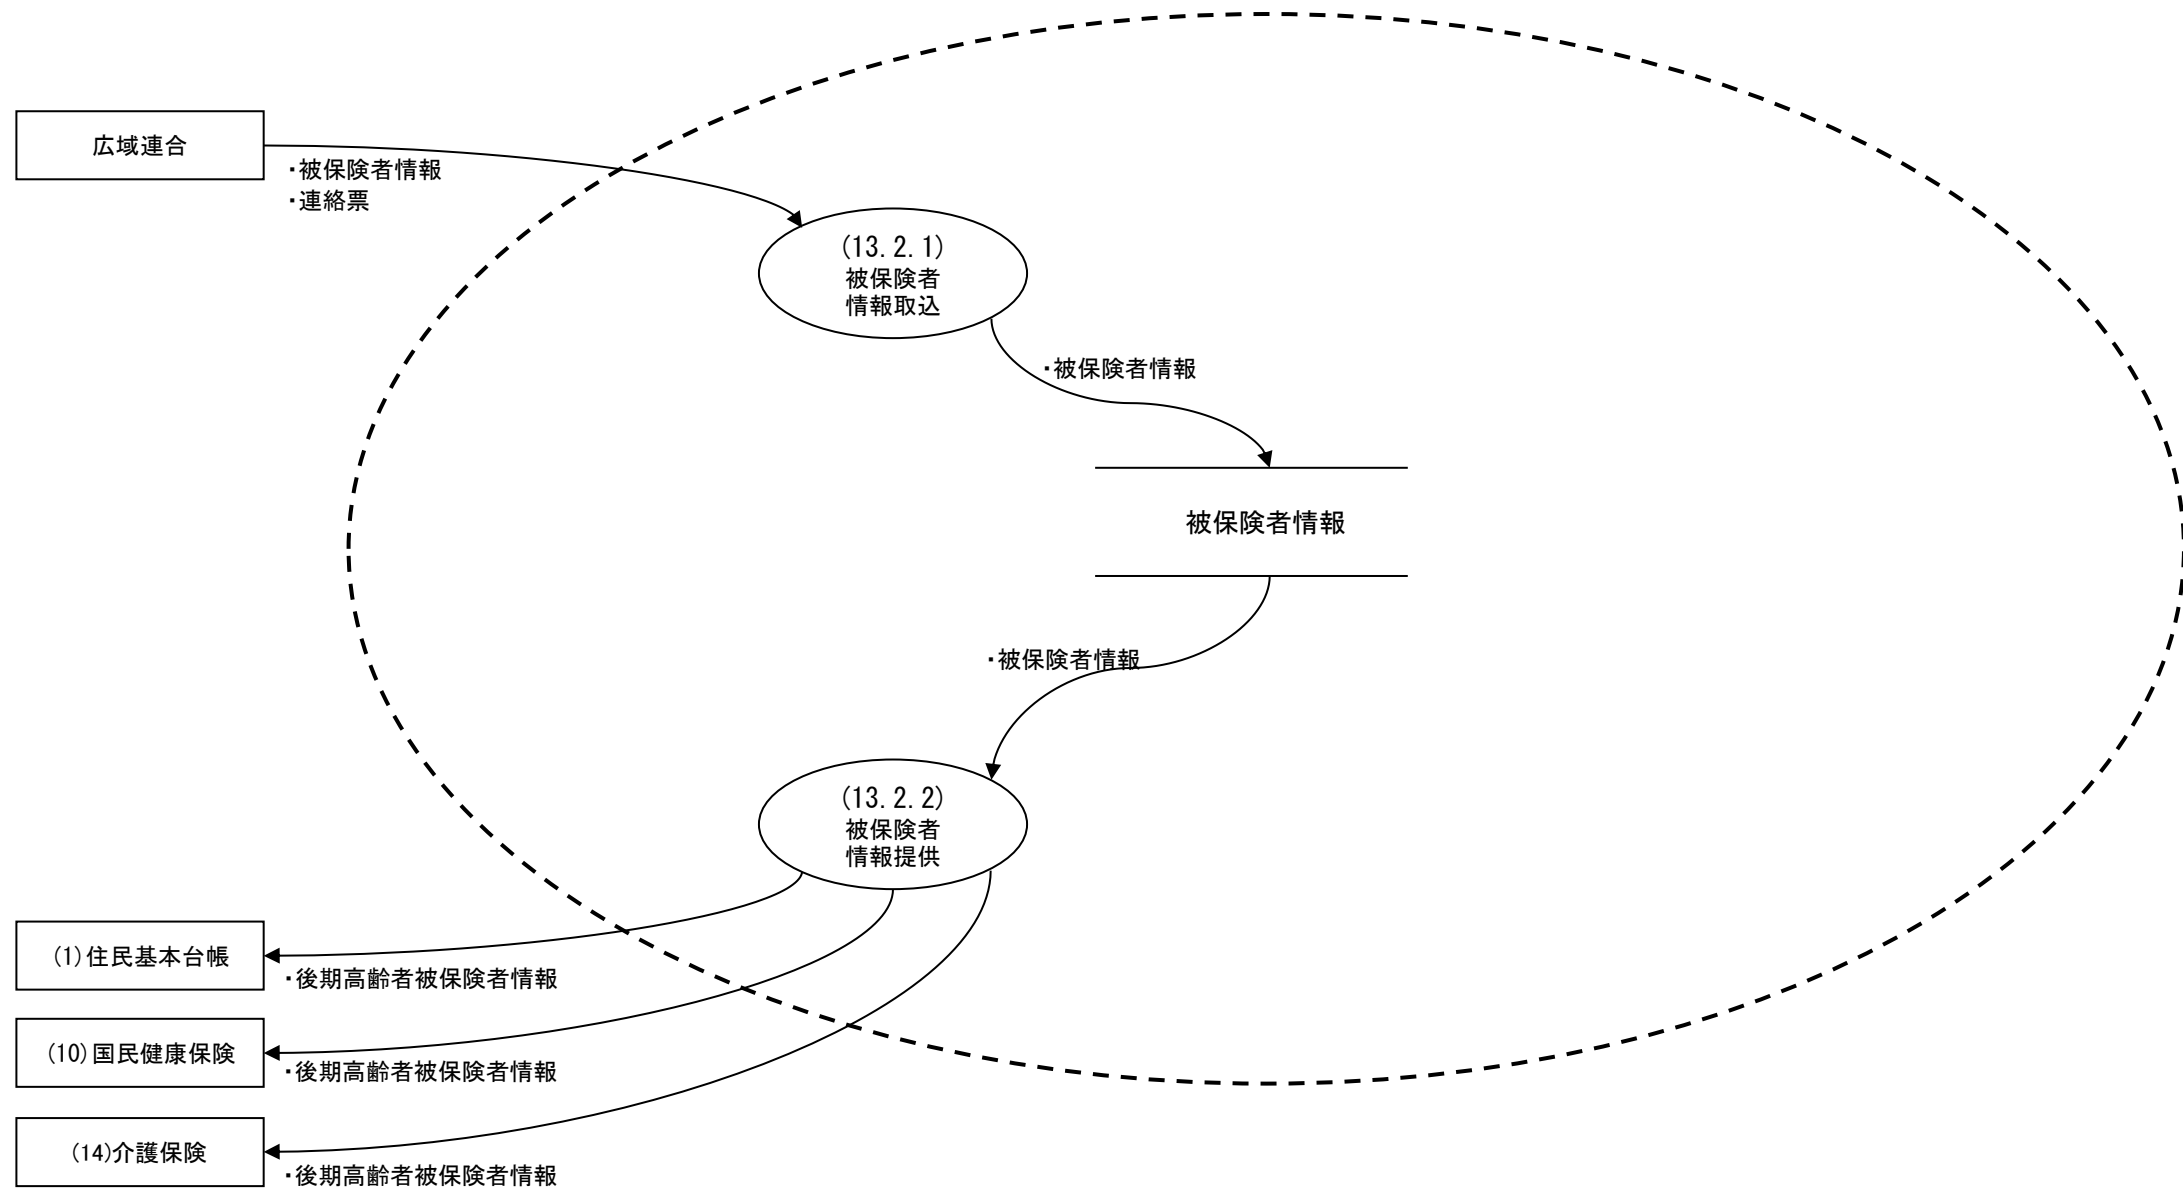 広域連合
・被保険者情報
・連絡票
(13.2.1)
被保険者
情報取込
・被保険者情報
被保険者情報
・被保険者情報
(13.2.2)
被保険者
情報提供
(1)住民基本台帳
・後期高齢者被保険者情報
(10)国民健康保険
・後期高齢者被保険者情報
(14)介護保険
・後期高齢者被保険者情報